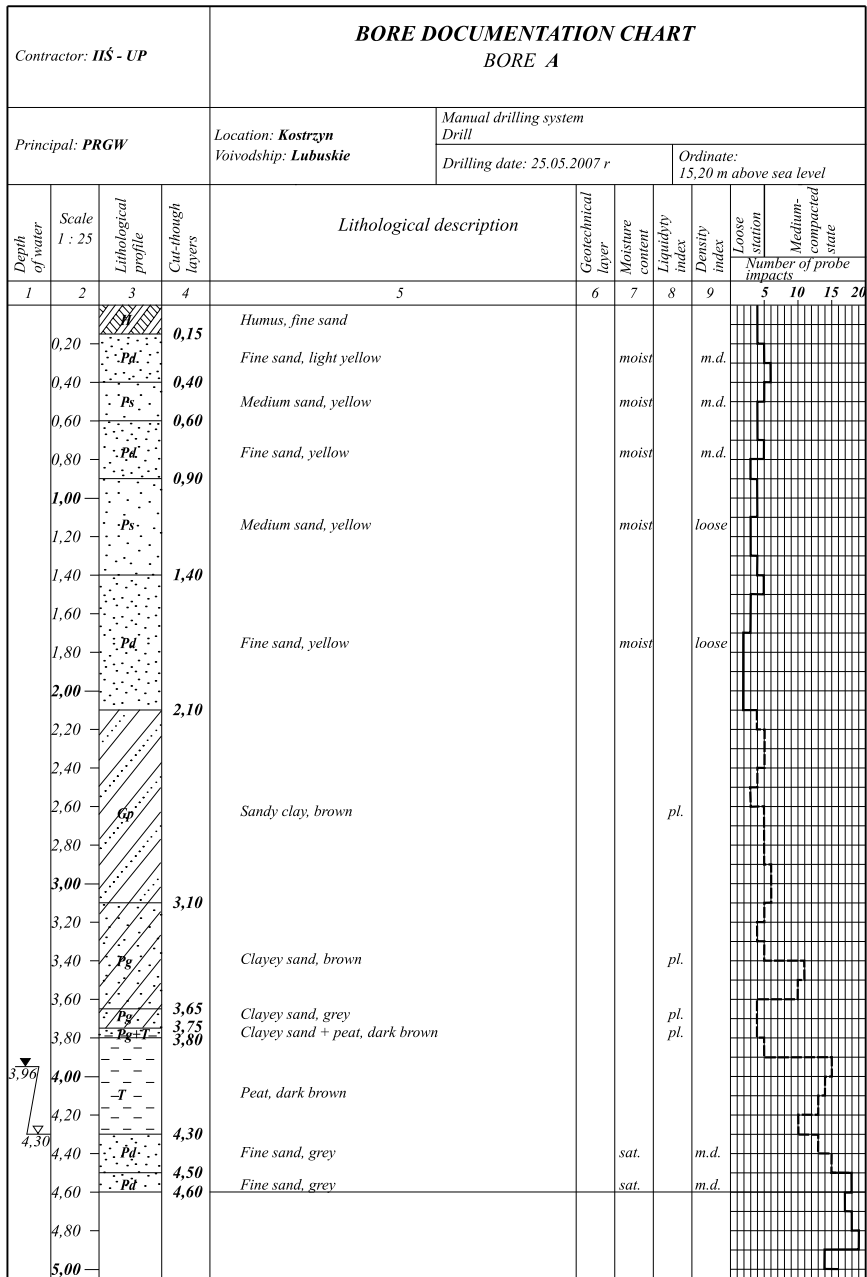 BORE DOCUMENTATION CHART
BORE A
Contractor: IIŚ - UP
Principal: PRGW
Location: Kostrzyn
Voivodship: Lubuskie
Manual drilling system
Drill
Drilling date: 25.05.2007 r
Ordinate:
15,20 m above sea level
Depth
of water
Scale
1 : 25
Lithological
profile
Cut-though
layers
Lithological description
Geotechnical
layer
Moisture
content
Liquidyty
index
Density
index
Loose
station
Medium-
compacted
state
Number of probe
impacts
1 2 3 4 5 6 7 8 9 5 10 15 20
H Humus, fine sand
0,15
0,20
Pd Fine sand, light yellow moist m.d.
0,40 0,40
Ps Medium sand, yellow moist m.d.
0,60 0,60
Pd Fine sand, yellow moist m.d.
0,80
0,90
1,00
Ps Medium sand, yellow moist loose
1,20
1,40 1,40
1,60
Pd Fine sand, yellow moist loose
1,80
2,00
2,10
2,20
2,40
2,60
Gp Sandy clay, brown pl.
2,80
3,00
3,10
3,20
3,40 Pg Clayey sand, brown pl.
3,60
3,65
Pg Clayey sand, grey pl.
3,75
Pg+T Clayey sand + peat, dark brown pl.
3,80 3,80
3,96
4,00
T Peat, dark brown
4,20
4,30 4,30
4,40 Pd Fine sand, grey sat. m.d.
4,50
Pd Fine sand, grey sat. m.d.
4,60 4,60
4,80
5,00